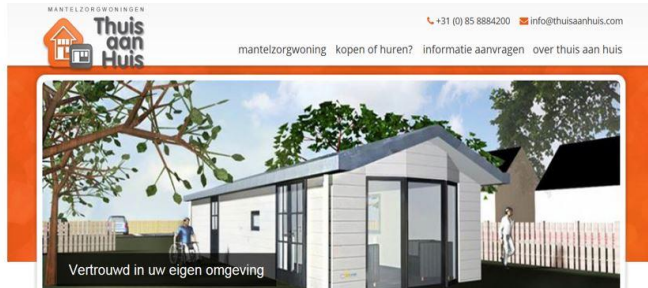 MANTELZORGWONINGEN
Thuis
aan
Huis
+31 (0) 85 8884200 info@thuisaanhuis.com
mantelzorgwoning kopen of huren? informatie aanvragen over thuis aan huis
Vertrouwd in uw eigen omgeving